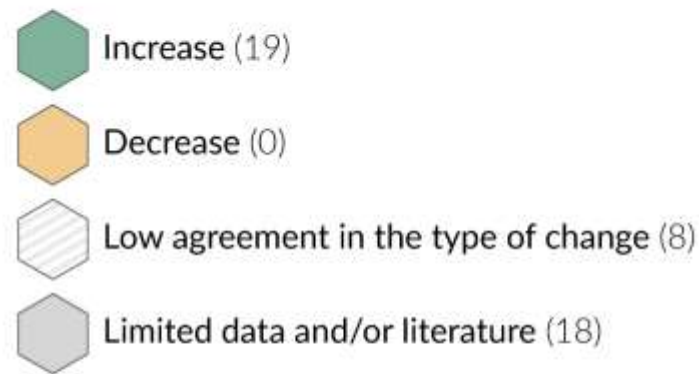 Increase (19)
Decrease (0)
Low agreement in the type of change (8)
Limited data and/or literature (18)